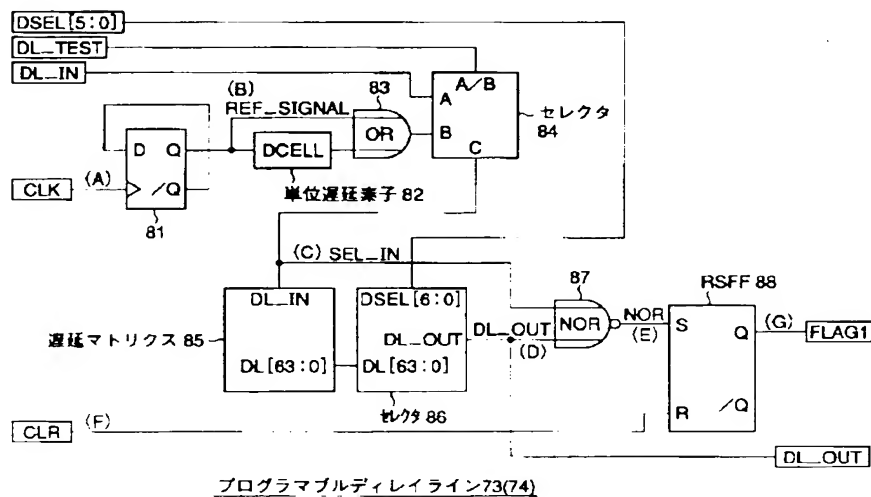 DSEL[5:0]
DL_TEST
DL_IN
(B)
REF_SIGNAL
83
OR
A/B
A
B
C
セレクタ
84
D Q
/Q
DCELL
CLK
(A)
81
単位遅延素子 82
(C) SEL_IN
87
RSFF 88
DL_IN
DSEL[6:0]
NOR
NOR
(E)
S
Q
(G)
FLAG1
遅延マトリクス 85
DL_OUT
DL_OUT
(D)
DL[63:0]
DL[63:0]
R
/Q
セレクタ 86
CLR
(F)
DL_OUT
プログラマブルディレイライン73(74)